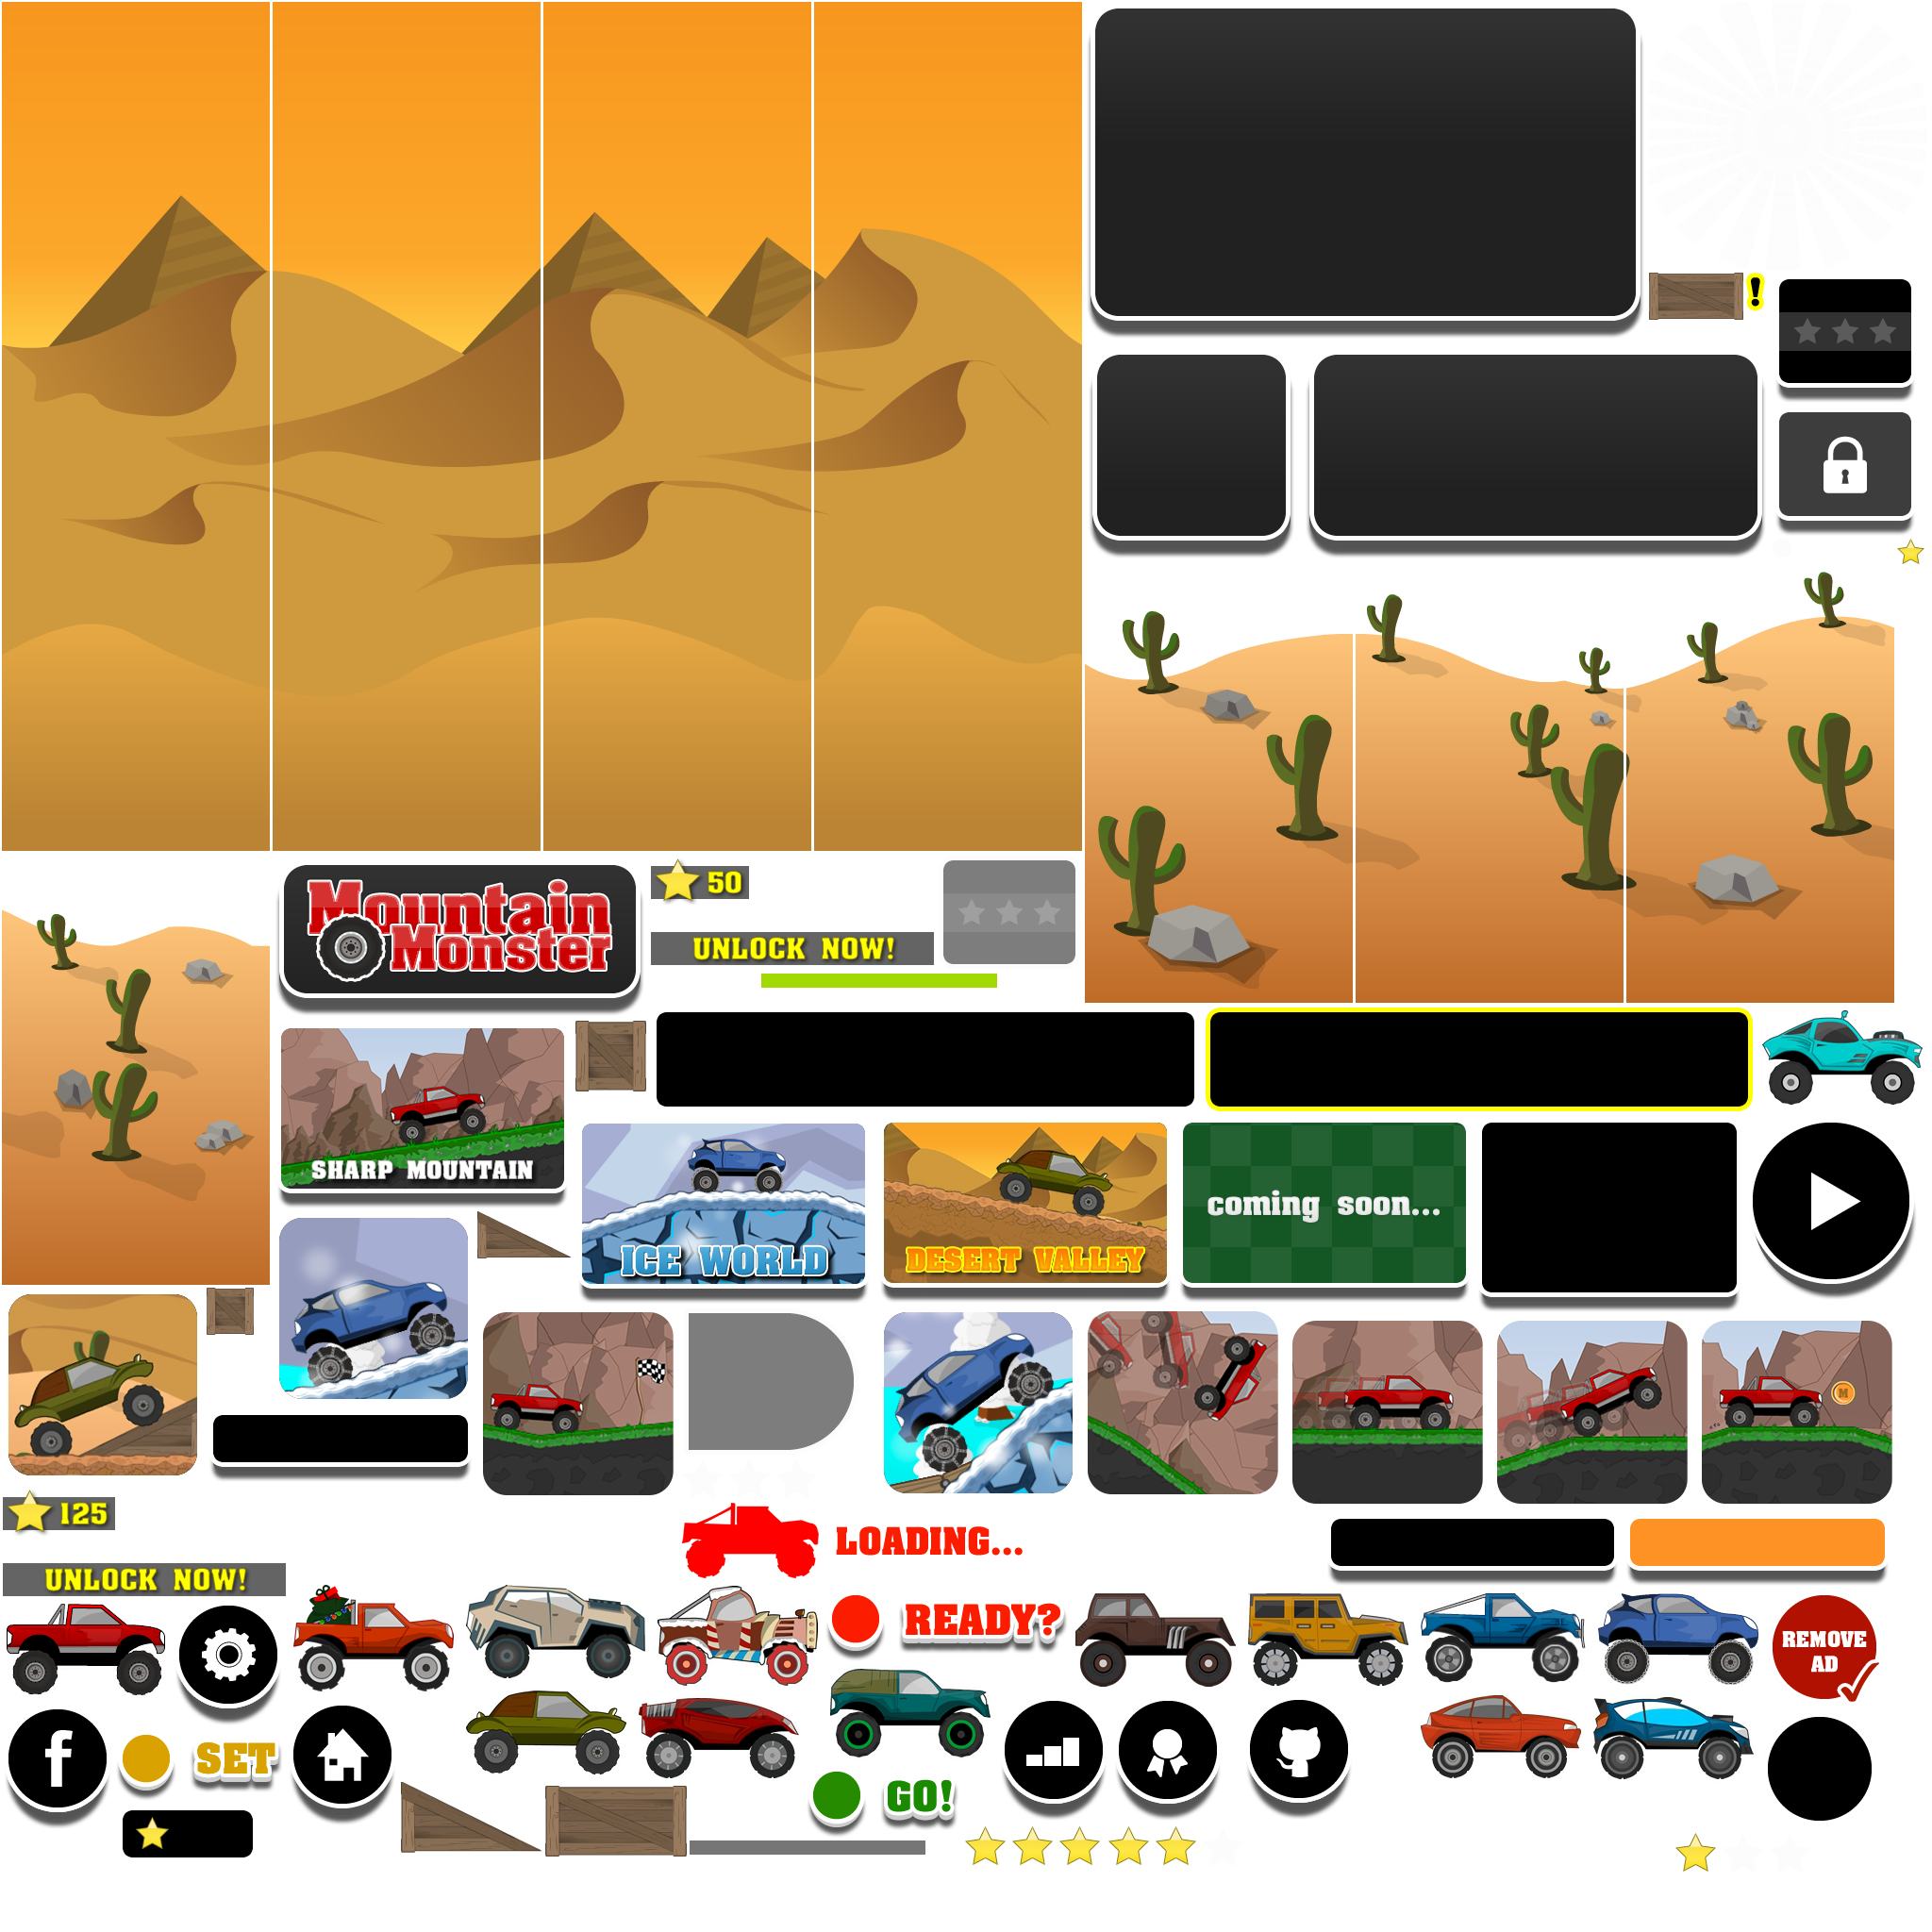 !
Mountain
Monster
50
UNLOCK NOW!
SHARP MOUNTAIN
ICE WORLD
DESERT VALLEY
coming soon...
M
125
UNLOCK NOW!
LOADING...
READY?
REMOVE
AD
f
SET
GO!